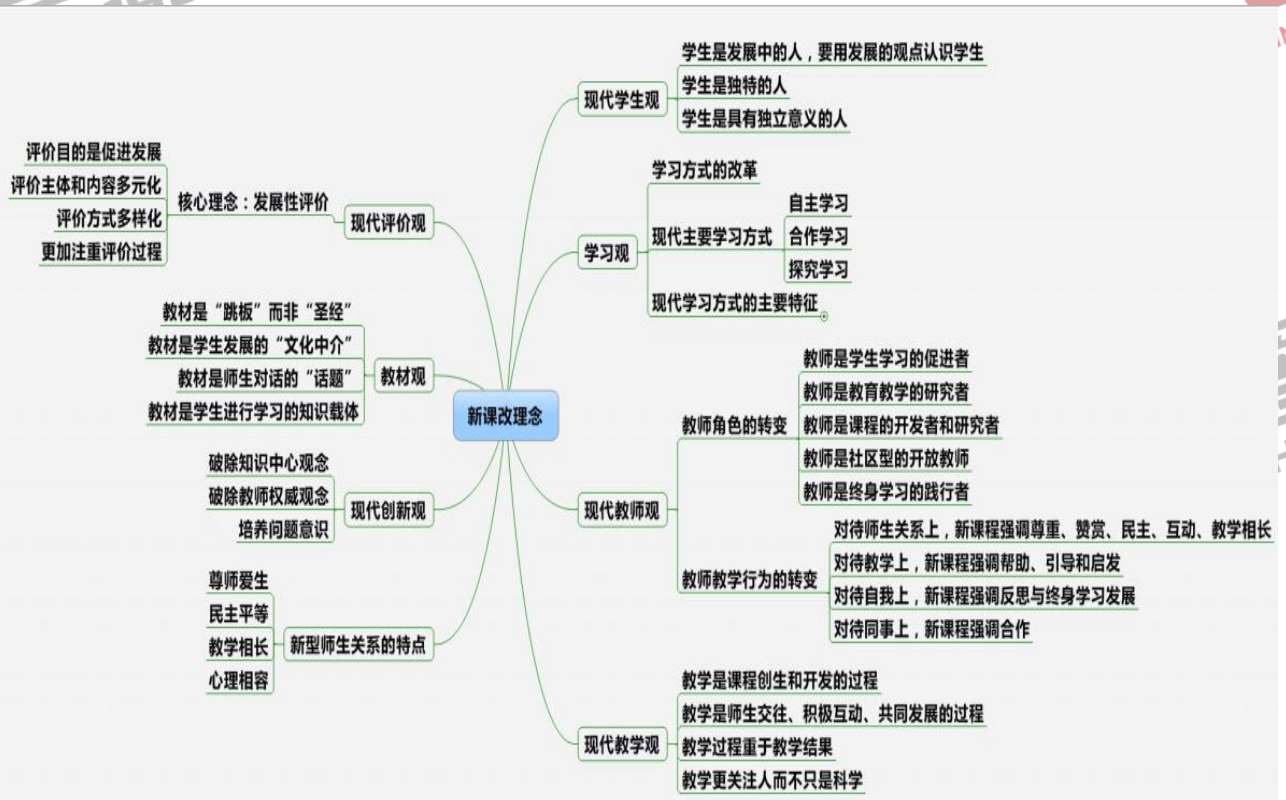 新课改理念
现代学生观
学生是发展中的人，要用发展的观点认识学生
学生是独特的人
学生是具有独立意义的人
学习观
学习方式的改革
现代主要学习方式
自主学习
合作学习
探究学习
现代学习方式的主要特征
现代教师观
教师角色的转变
教师是学生学习的促进者
教师是教育教学的研究者
教师是课程的开发者和研究者
教师是社区型的开放教师
教师是终身学习的践行者
教师教学行为的转变
对待师生关系上，新课程强调尊重、赞赏、民主、互动、教学相长
对待教学上，新课程强调帮助、引导和启发
对待自我上，新课程强调反思与终身学习发展
对待同事上，新课程强调合作
现代教学观
教学是课程创生和开发的过程
教学是师生交往、积极互动、共同发展的过程
教学过程重于教学结果
教学更关注人而不只是科学
现代评价观
核心理念：发展性评价
评价目的是促进发展
评价主体和内容多元化
评价方式多样化
更加注重评价过程
教材观
教材是“跳板”而非“圣经”
教材是学生发展的“文化中介”
教材是师生对话的“话题”
教材是学生进行学习的知识载体
现代创新观
破除知识中心观念
破除教师权威观念
培养问题意识
新型师生关系的特点
尊师爱生
民主平等
教学相长
心理相容